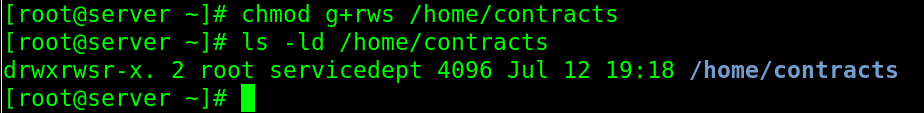 [root@server ~]# chmod g+rws /home/contracts
[root@server ~]# ls -ld /home/contracts
drwxrwsr-x. 2 root servicedept 4096 Jul 12 19:18 /home/contracts
[root@server ~]#